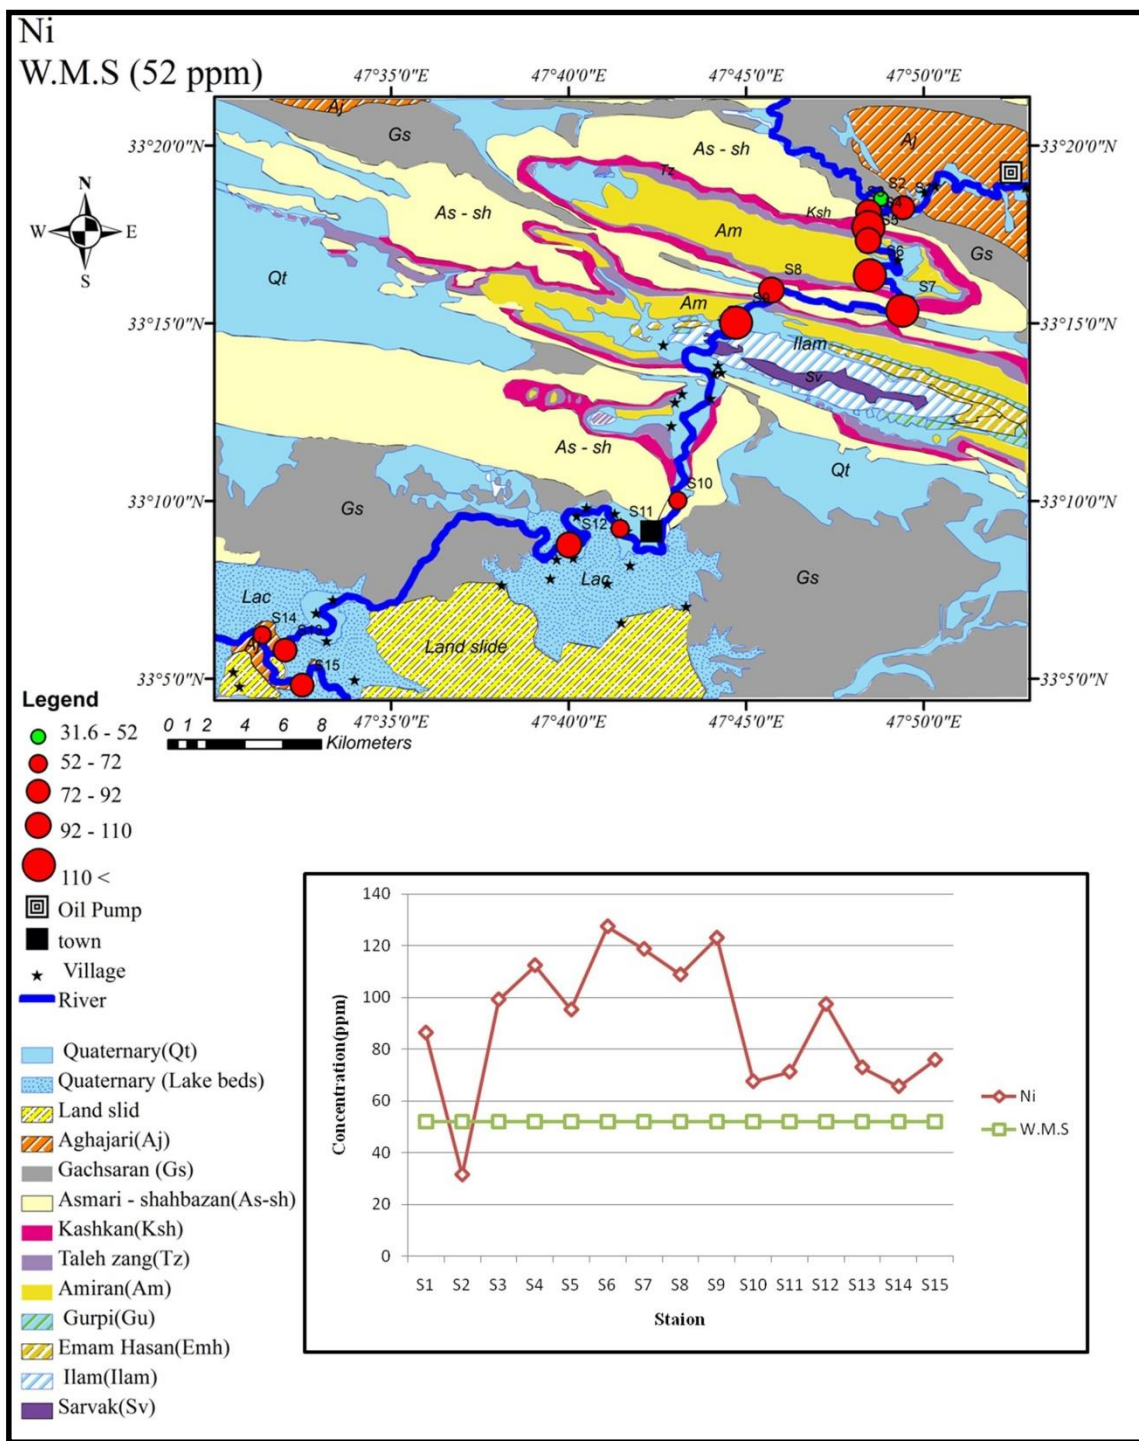 Ni
W.M.S (52 ppm)
47°35'0"E 47°40'0"E 47°45'0"E 47°50'0"E
33°20'0"N 33°20'0"N
33°15'0"N 33°15'0"N
33°10'0"N 33°10'0"N
33°5'0"N 33°5'0"N
47°35'0"E 47°40'0"E 47°45'0"E 47°50'0"E
N
W E
S
Aj
Gs
As - sh
Aj
Tz
S2
S4
As - sh
Ksh
S5
Am
Gs
S6
Qt
S8
S7
Am
S9
Ilam
Sv
As - sh
Qt
S10
Gs
S11
S12
Gs
Lac
Lac
S14
S13
Land slide
S15
Legend
31.6 - 52
52 - 72
72 - 92
92 - 110
110 <
Oil Pump
town
Village
River
0 1 2 4 6 8
Kilometers
Quaternary(Qt)
Quaternary (Lake beds)
Land slid
Aghajari(Aj)
Gachsaran (Gs)
Asmari - shahbazan(As-sh)
Kashkan(Ksh)
Taleh zang(Tz)
Amiran(Am)
Gurpi(Gu)
Emam Hasan(Emh)
Ilam(Ilam)
Sarvak(Sv)
Concentration(ppm)
140
120
100
80
60
40
20
0
S1 S2 S3 S4 S5 S6 S7 S8 S9 S10 S11 S12 S13 S14 S15
Staion
Ni
W.M.S